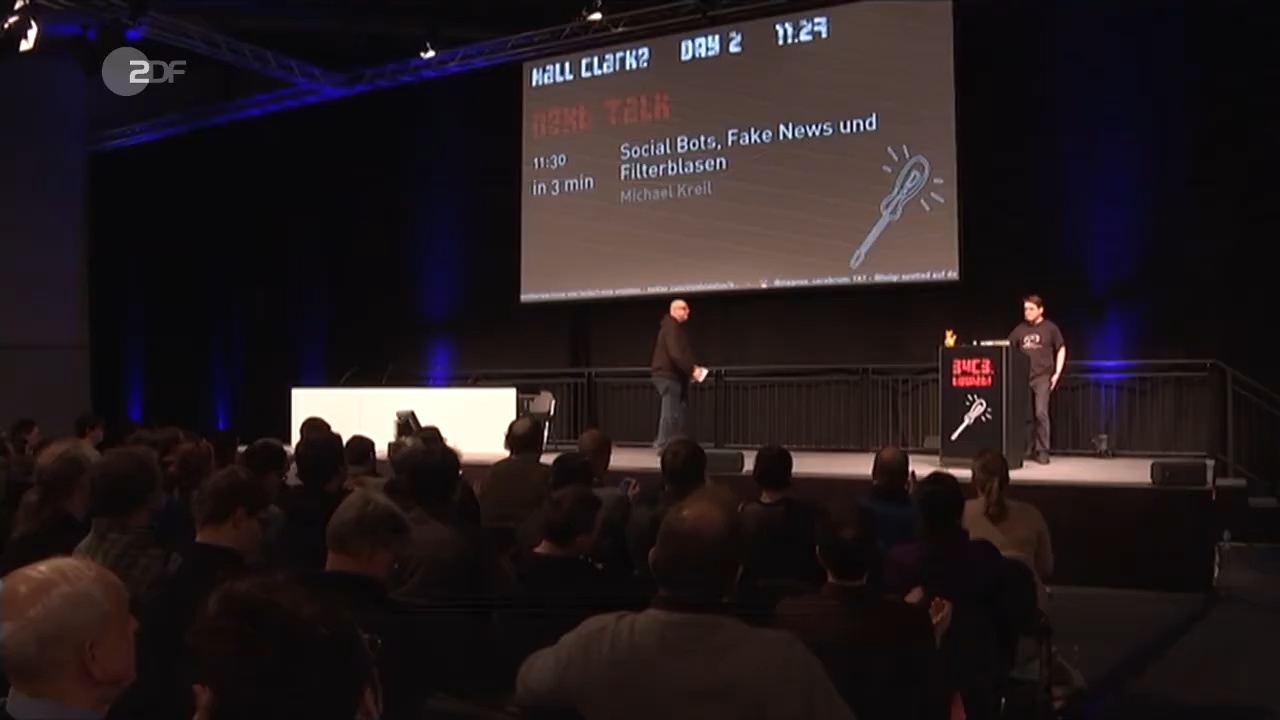 2DF
HALL CLARKE DAY 2 11:27
NEXT TALK
11:30
in 3 min
Social Bots, Fake News und
Filterblasen
Michael Kreil
34C3.